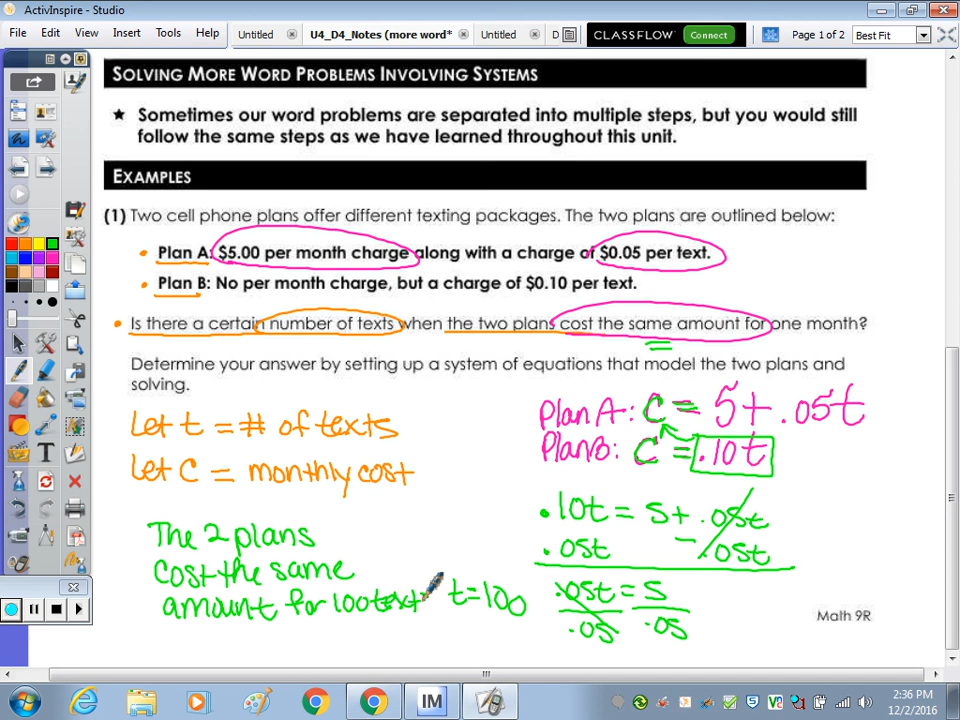 ActivInspire - Studio
File Edit View Insert Tools Help Untitled U4_D4_Notes (more word* Untitled D CLASSFLOW Connect Page 1 of 2 Best Fit
SOLVING MORE WORD PROBLEMS INVOLVING SYSTEMS
★ Sometimes our word problems are separated into multiple steps, but you would still
follow the same steps as we have learned throughout this unit.
EXAMPLES
(1) Two cell phone plans offer different texting packages. The two plans are outlined below:
• Plan A: $5.00 per month charge along with a charge of $0.05 per text.
• Plan B: No per month charge, but a charge of $0.10 per text.
• Is there a certain number of texts when the two plans cost the same amount for one month?
Determine your answer by setting up a system of equations that model the two plans and
solving.
Let t = # of texts
Let C = monthly cost
Plan A: C = 5 + .05t
Plan B: C = .10t
.10t = 5 + .05t
.05t - .05t
.05t = 5
.05 .05
t = 100
The 2 plans
cost the same
amount for 100 text
Math 9R
IM
2:36 PM
12/2/2016